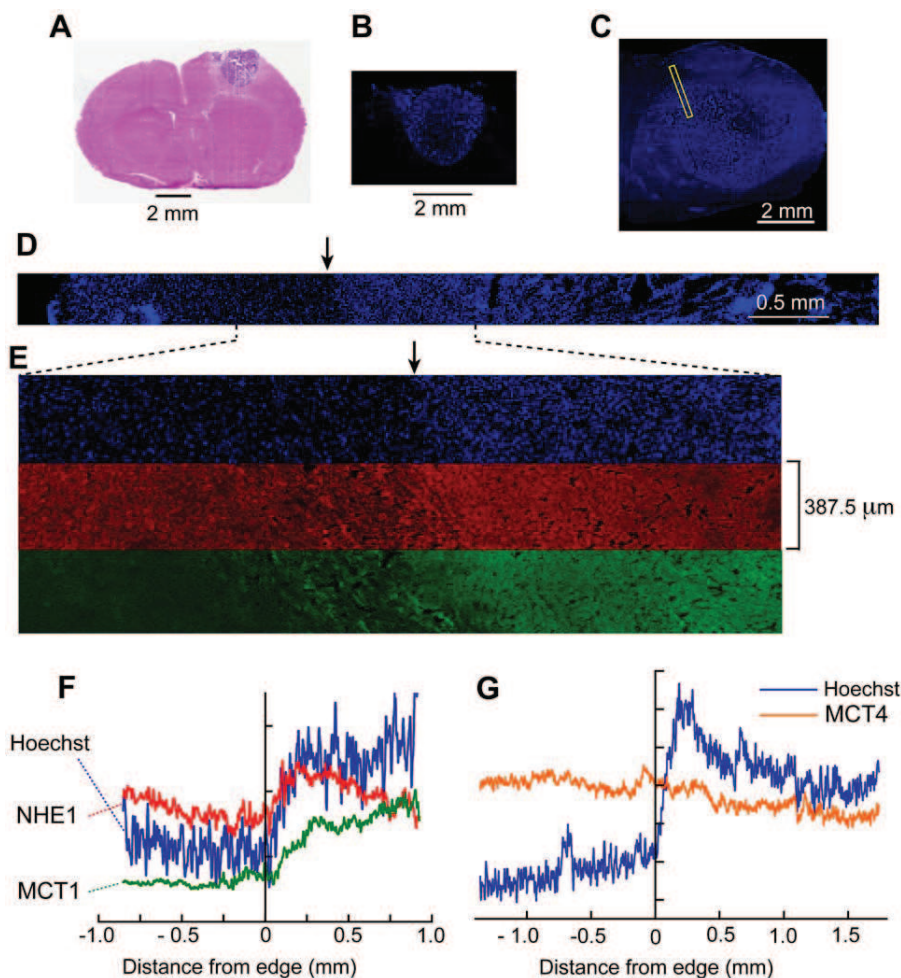 A
B
C
2 mm
2 mm
2 mm
D
0.5 mm
E
387.5 μm
F
G
Hoechst
NHE1
MCT1
Hoechst
MCT4
- 1.0
- 0.5
0
0.5
1.0
- 1.0
- 0.5
0
0.5
1.0
1.5
Distance from edge (mm)
Distance from edge (mm)